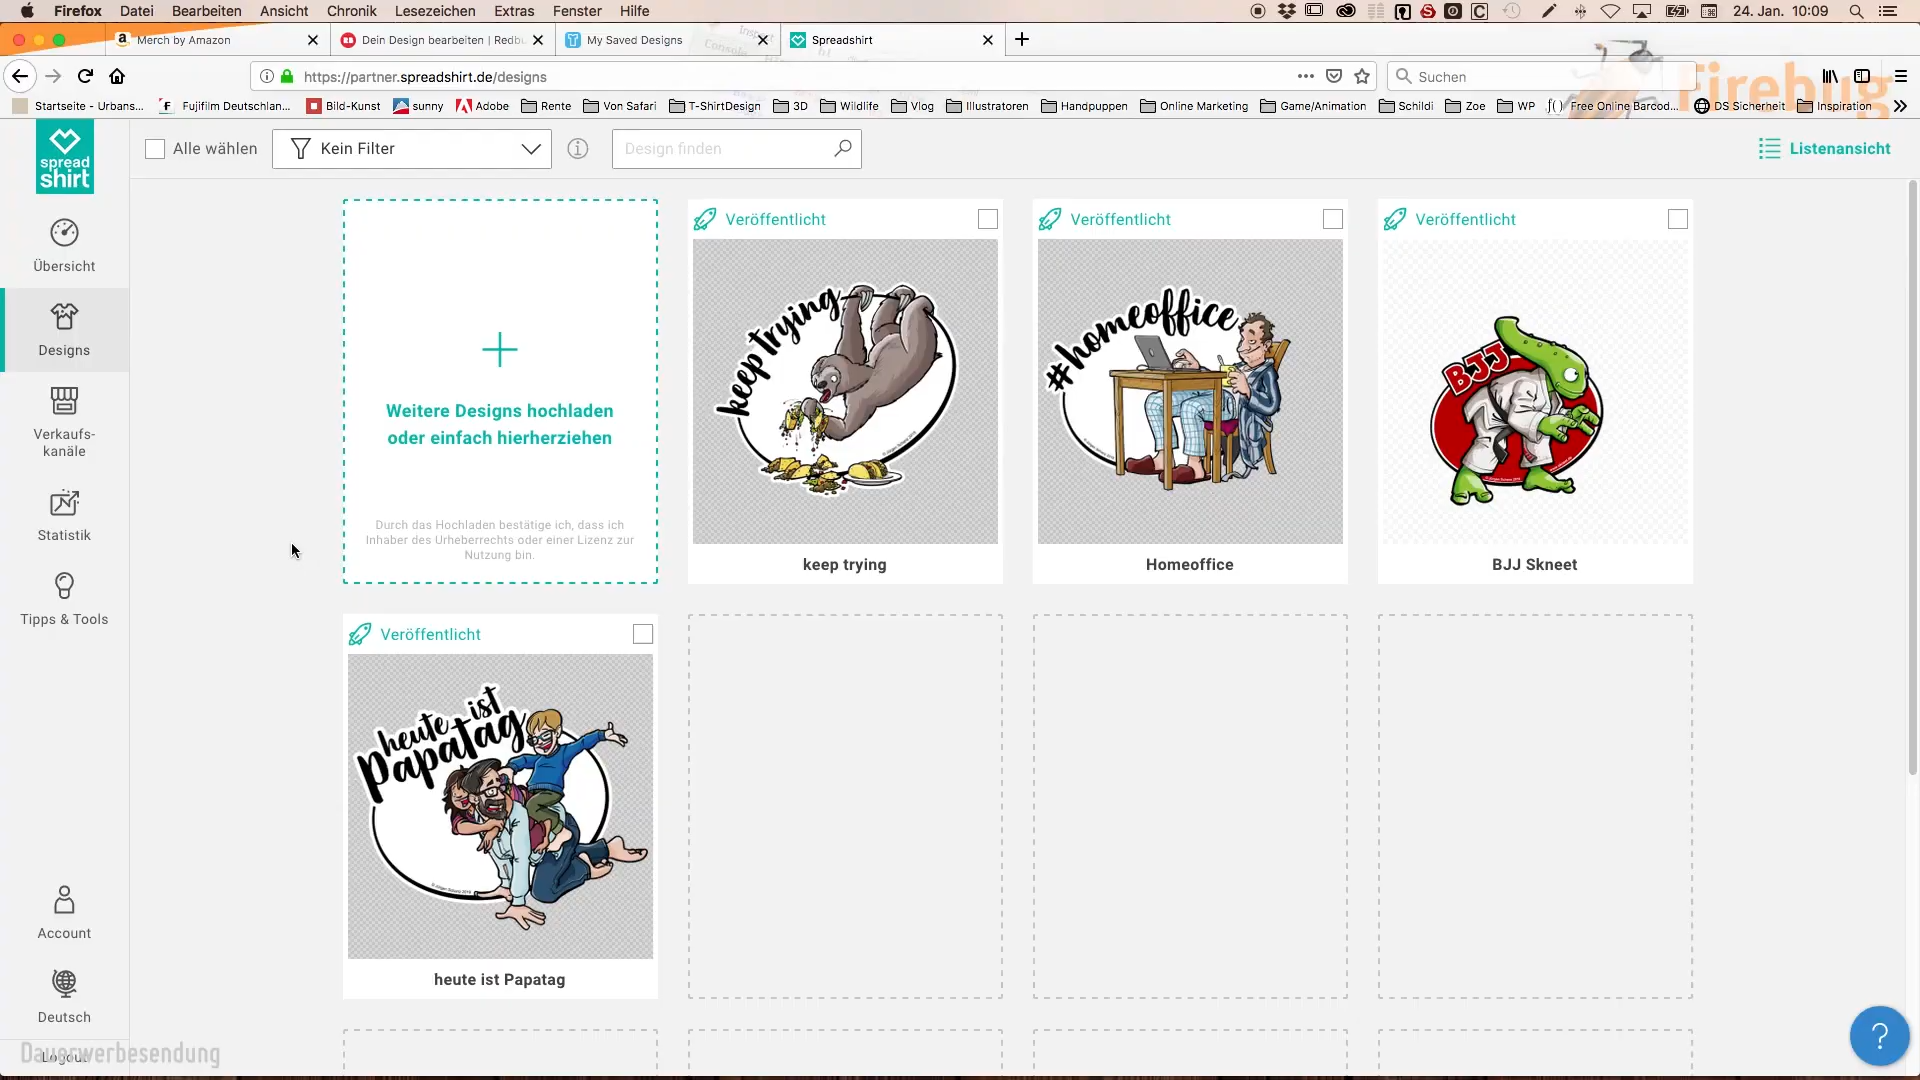 Firefox Datei Bearbeiten Ansicht Chronik Lesezeichen Extras Fenster Hilfe 24. Jan. 10:09
Merch by Amazon
Dein Design bearbeiten | Redbu
My Saved Designs
Spreadshirt
https://partner.spreadshirt.de/designs
Suchen
Firebug
Startseite - Urbans...
Fujifilm Deutschlan...
Bild-Kunst
sunny
Adobe
Rente
Von Safari
T-ShirtDesign
3D
Wildlife
Vlog
Illustratoren
Handpuppen
Online Marketing
Game/Animation
Schildi
Zoe
WP
Free Online Barcod...
DS Sicherheit
Inspiration
spread
shirt
Alle wählen
Kein Filter
Design finden
Listenansicht
Übersicht
Designs
Verkaufs-
kanäle
Statistik
Tipps & Tools
Account
Deutsch
Logout
Dauerwerbesendung
Weitere Designs hochladen
oder einfach hierherziehen
Durch das Hochladen bestätige ich, dass ich
Inhaber des Urheberrechts oder einer Lizenz zur
Nutzung bin.
Veröffentlicht
keep trying
keep trying
Veröffentlicht
#homeoffice
Homeoffice
Veröffentlicht
BJJ
BJJ Skneet
Veröffentlicht
heute ist
Papatag
heute ist Papatag
?